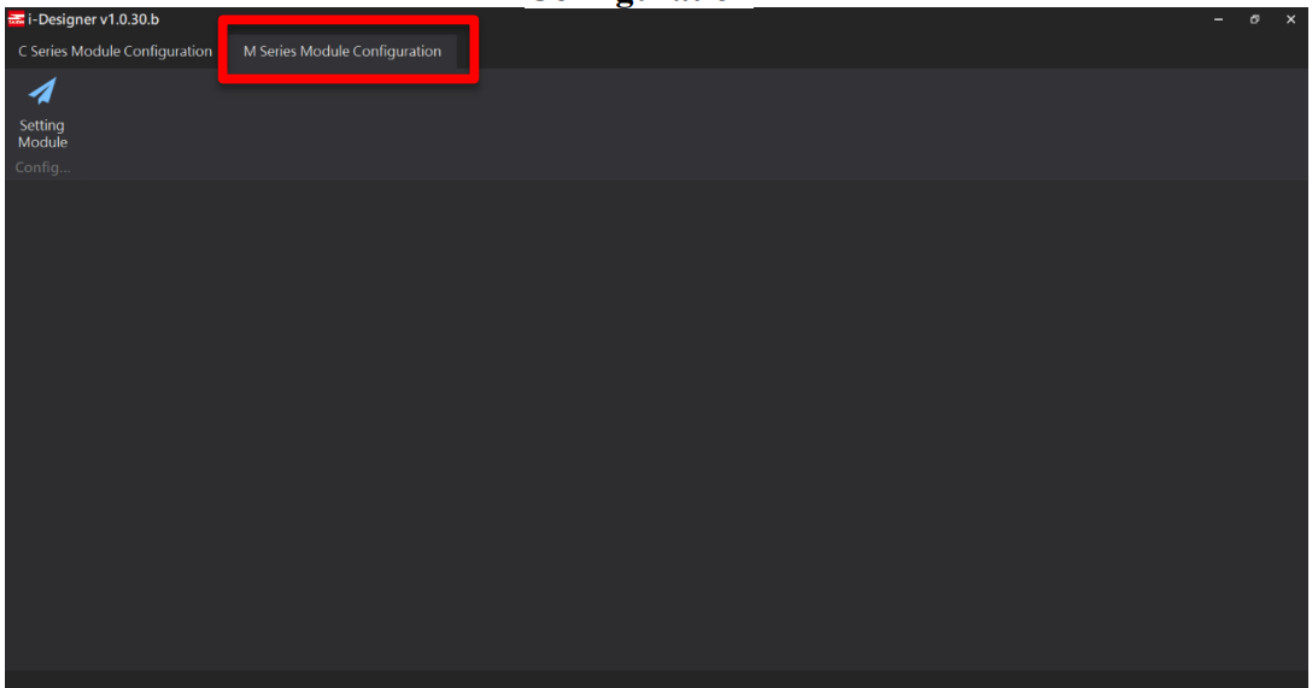 i-Designer v1.0.30.b
C Series Module Configuration M Series Module Configuration
Setting
Module
Config...